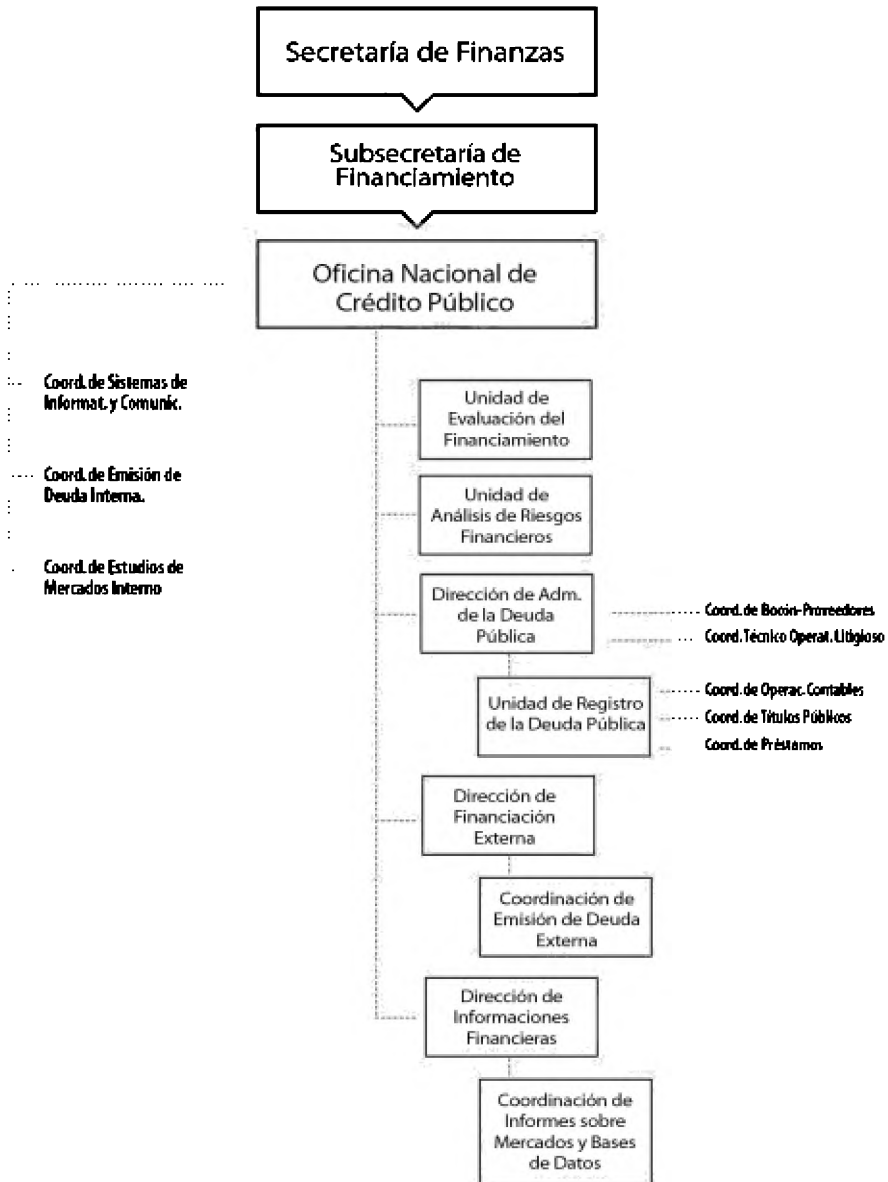 Secretaría de Finanzas
Subsecretaría de
Financiamiento
Oficina Nacional de
Crédito Público
Coord. de Sistemas de
Informat. y Comunic.
Coord. de Emisión de
Deuda Interna.
Coord. de Estudios de
Mercados Interno
Unidad de
Evaluación del
Financiamiento
Unidad de
Análisis de Riesgos
Financieros
Dirección de Adm.
de la Deuda
Pública
Coord. de Bocón-Proveedores
Coord. Técnico Operat. Litigioso
Unidad de Registro
de la Deuda Pública
Coord. de Operac. Contables
Coord. de Títulos Públicos
Coord. de Préstamos
Dirección de
Financiación
Externa
Coordinación de
Emisión de Deuda
Externa
Dirección de
Informaciones
Financieras
Coordinación de
Informes sobre
Mercados y Bases
de Datos